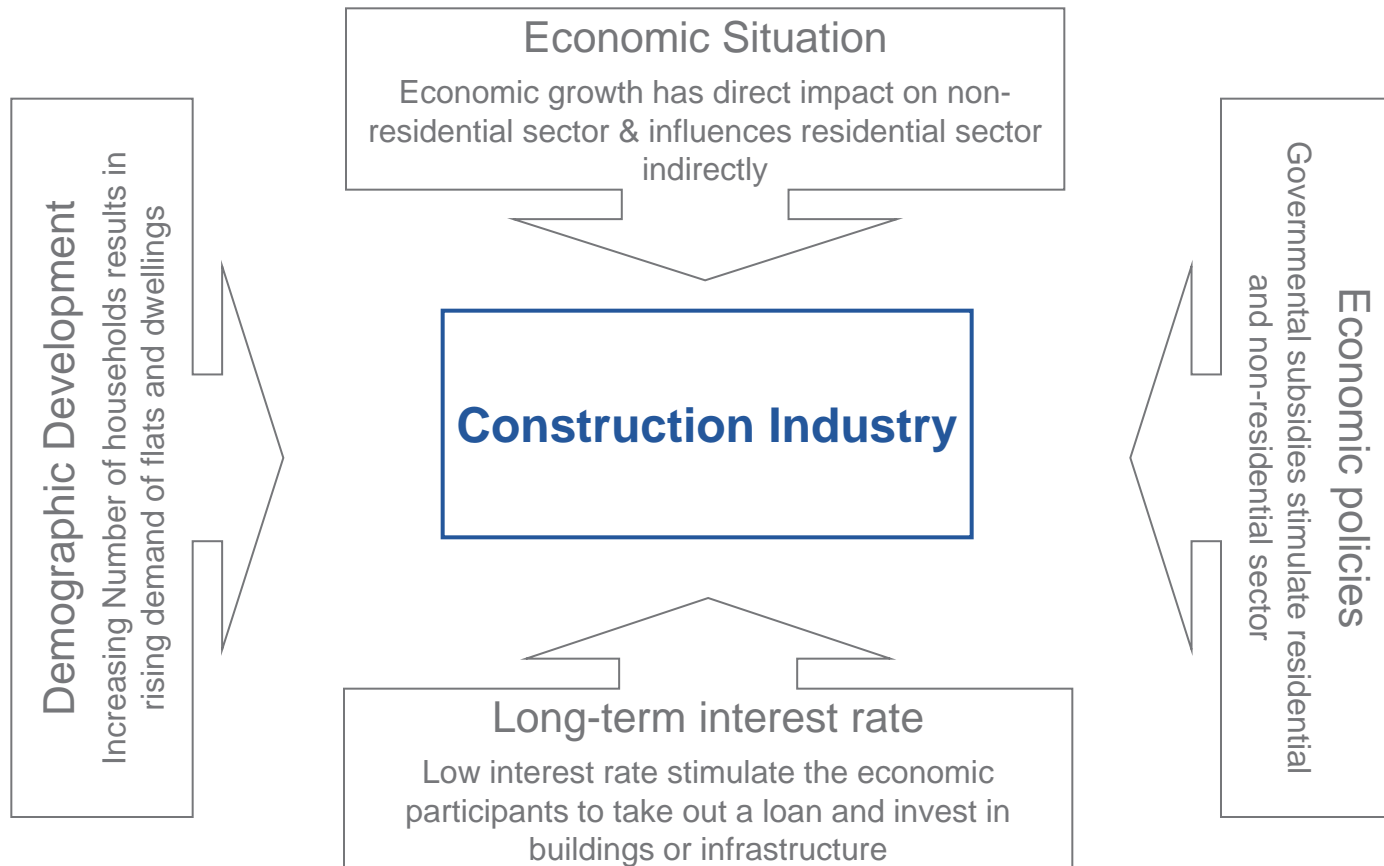 Economic Situation
Economic growth has direct impact on non-
residential sector & influences residential sector
indirectly
Demographic Development
Increasing Number of households results in
rising demand of flats and dwellings
Construction Industry
Economic policies
Governmental subsidies stimulate residential
and non-residential sector
Long-term interest rate
Low interest rate stimulate the economic
participants to take out a loan and invest in
buildings or infrastructure